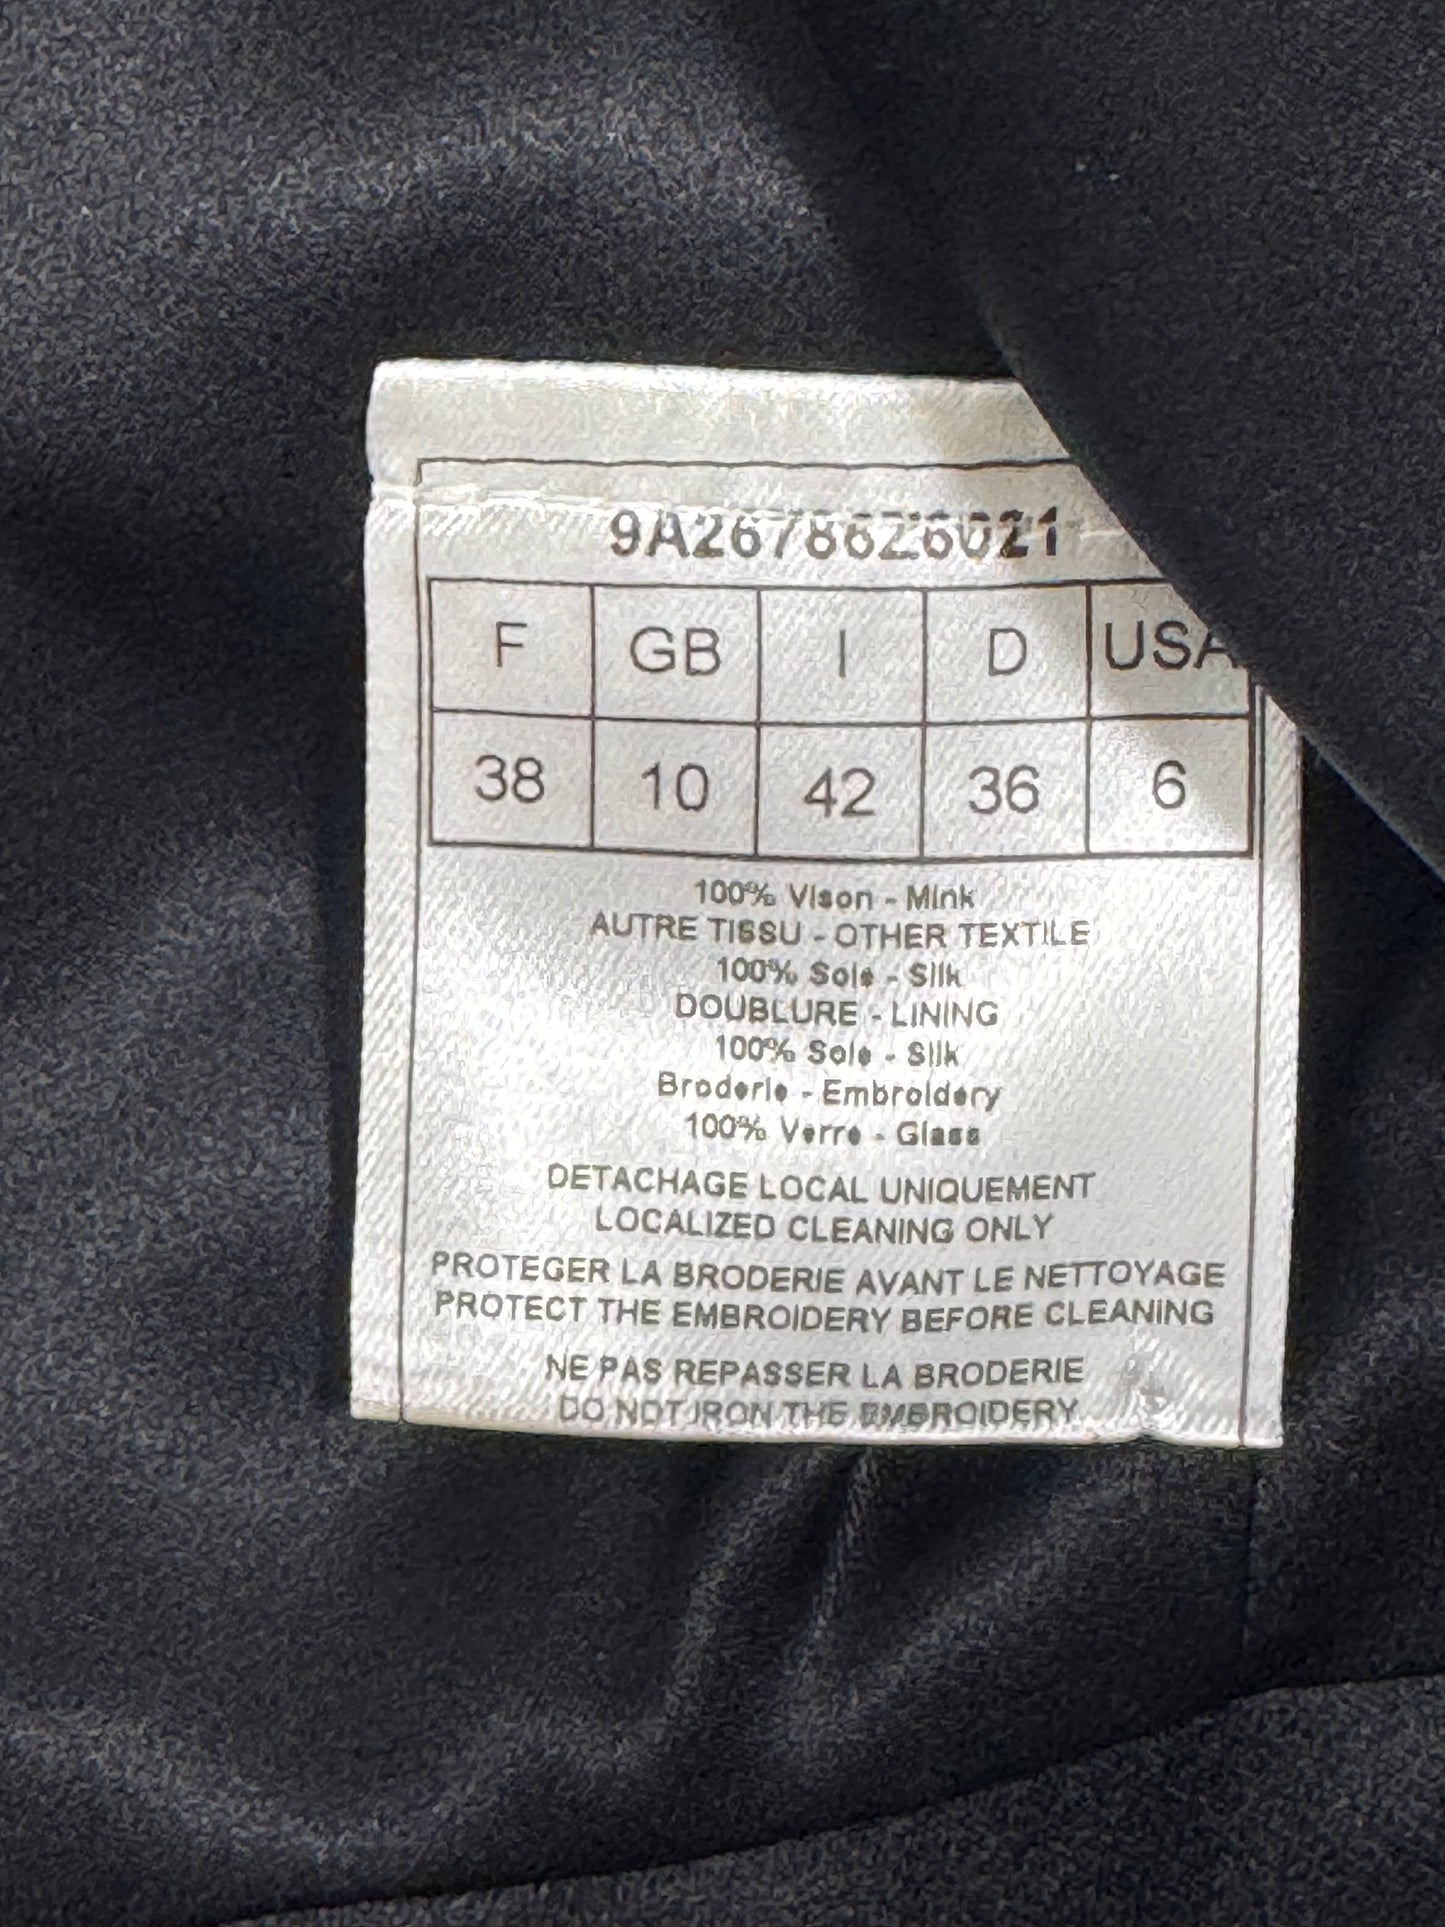 9A26786Z6021
F GB I D USA
38 10 42 36 6
100% Vison - Mink
AUTRE TISSU - OTHER TEXTILE
100% Soie - Silk
DOUBLURE - LINING
100% Soie - Silk
Broderie - Embroidery
100% Verre - Glass
DETACHAGE LOCAL UNIQUEMENT
LOCALIZED CLEANING ONLY
PROTEGER LA BRODERIE AVANT LE NETTOYAGE
PROTECT THE EMBROIDERY BEFORE CLEANING
NE PAS REPASSER LA BRODERIE
DO NOT IRON THE EMBROIDERY